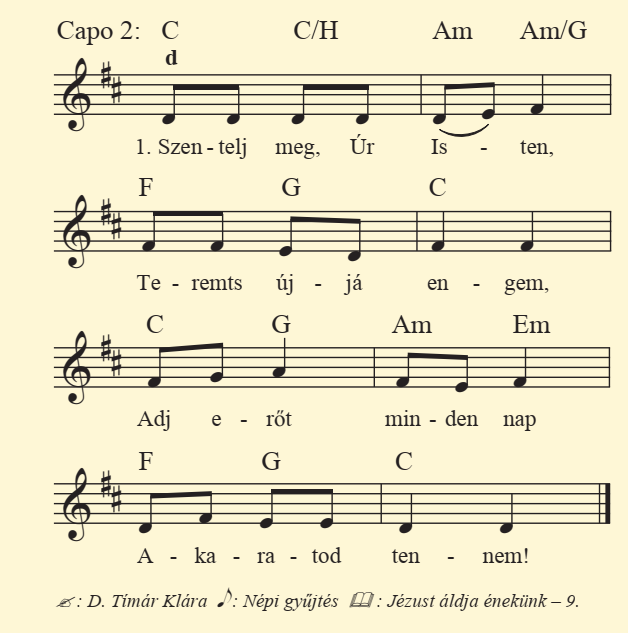 Capo 2: C C/H Am Am/G
d
1. Szen - telj meg, Úr Is - ten,
F G C
Te - remts új - já en - gem,
C G Am Em
Adj e - rőt min - den nap
F G C
A - ka - ra - tod ten - nem!
✍: D. Tímár Klára ♪: Népi gyűjtés 🕮: Jézust áldja énekünk – 9.